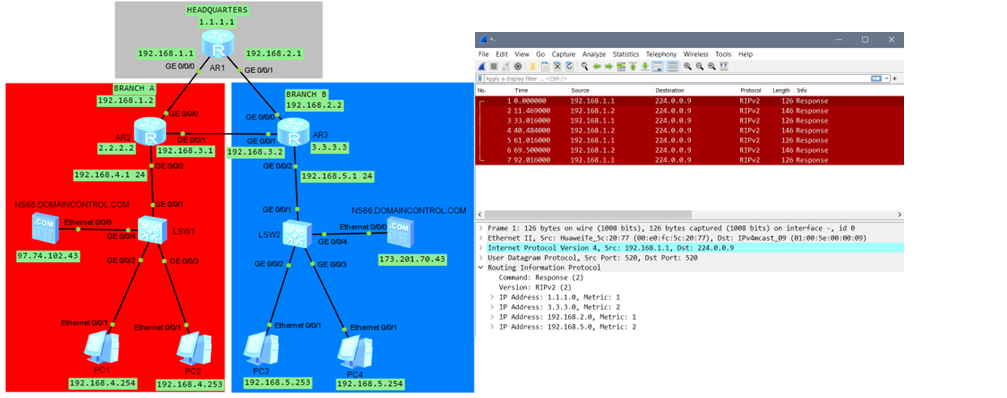 HEADQUARTERS
1.1.1.1
192.168.1.1
192.168.2.1
R
GE 0/0/0
GE 0/0/1
AR1
BRANCH A
192.168.1.2
BRANCH B
192.168.2.2
GE 0/0/0
GE 0/0/0
AR2
R
GE 0/0/1
GE 0/0/1
R
AR3
2.2.2.2
192.168.3.1
192.168.3.2
3.3.3.3
GE 0/0/2
GE 0/0/2
192.168.4.1 24
192.168.5.1 24
NS65.DOMAINCONTROL.COM
NS66.DOMAINCONTROL.COM
GE 0/0/1
GE 0/0/1
Ethernet 0/0/0
Ethernet 0/0/0
.COM
.COM
GE 0/0/4
LSW1
LSW2
GE 0/0/4
97.74.102.43
173.201.70.43
GE 0/0/2
GE 0/0/3
GE 0/0/2
GE 0/0/3
Ethernet 0/0/1
Ethernet 0/0/1
Ethernet 0/0/1
Ethernet 0/0/1
PC1
PC2
PC3
PC4
192.168.4.254
192.168.4.253
192.168.5.253
192.168.5.254
*-
File Edit View Go Capture Analyze Statistics Telephony Wireless Tools Help
Apply a display filter ... <Ctrl-/>
No. Time Source Destination Protocol Length Info
1 0.000000 192.168.1.1 224.0.0.9 RIPv2 126 Response
2 11.469000 192.168.1.2 224.0.0.9 RIPv2 146 Response
3 33.016000 192.168.1.1 224.0.0.9 RIPv2 126 Response
4 40.484000 192.168.1.2 224.0.0.9 RIPv2 146 Response
5 61.016000 192.168.1.1 224.0.0.9 RIPv2 126 Response
6 69.500000 192.168.1.2 224.0.0.9 RIPv2 146 Response
7 92.016000 192.168.1.1 224.0.0.9 RIPv2 126 Response
Frame 1: 126 bytes on wire (1008 bits), 126 bytes captured (1008 bits) on interface -, id 0
Ethernet II, Src: HuaweiTe_5c:20:77 (00:e0:fc:5c:20:77), Dst: IPv4mcast_09 (01:00:5e:00:00:09)
Internet Protocol Version 4, Src: 192.168.1.1, Dst: 224.0.0.9
User Datagram Protocol, Src Port: 520, Dst Port: 520
Routing Information Protocol
Command: Response (2)
Version: RIPv2 (2)
IP Address: 1.1.1.0, Metric: 1
IP Address: 3.3.3.0, Metric: 2
IP Address: 192.168.2.0, Metric: 1
IP Address: 192.168.5.0, Metric: 2